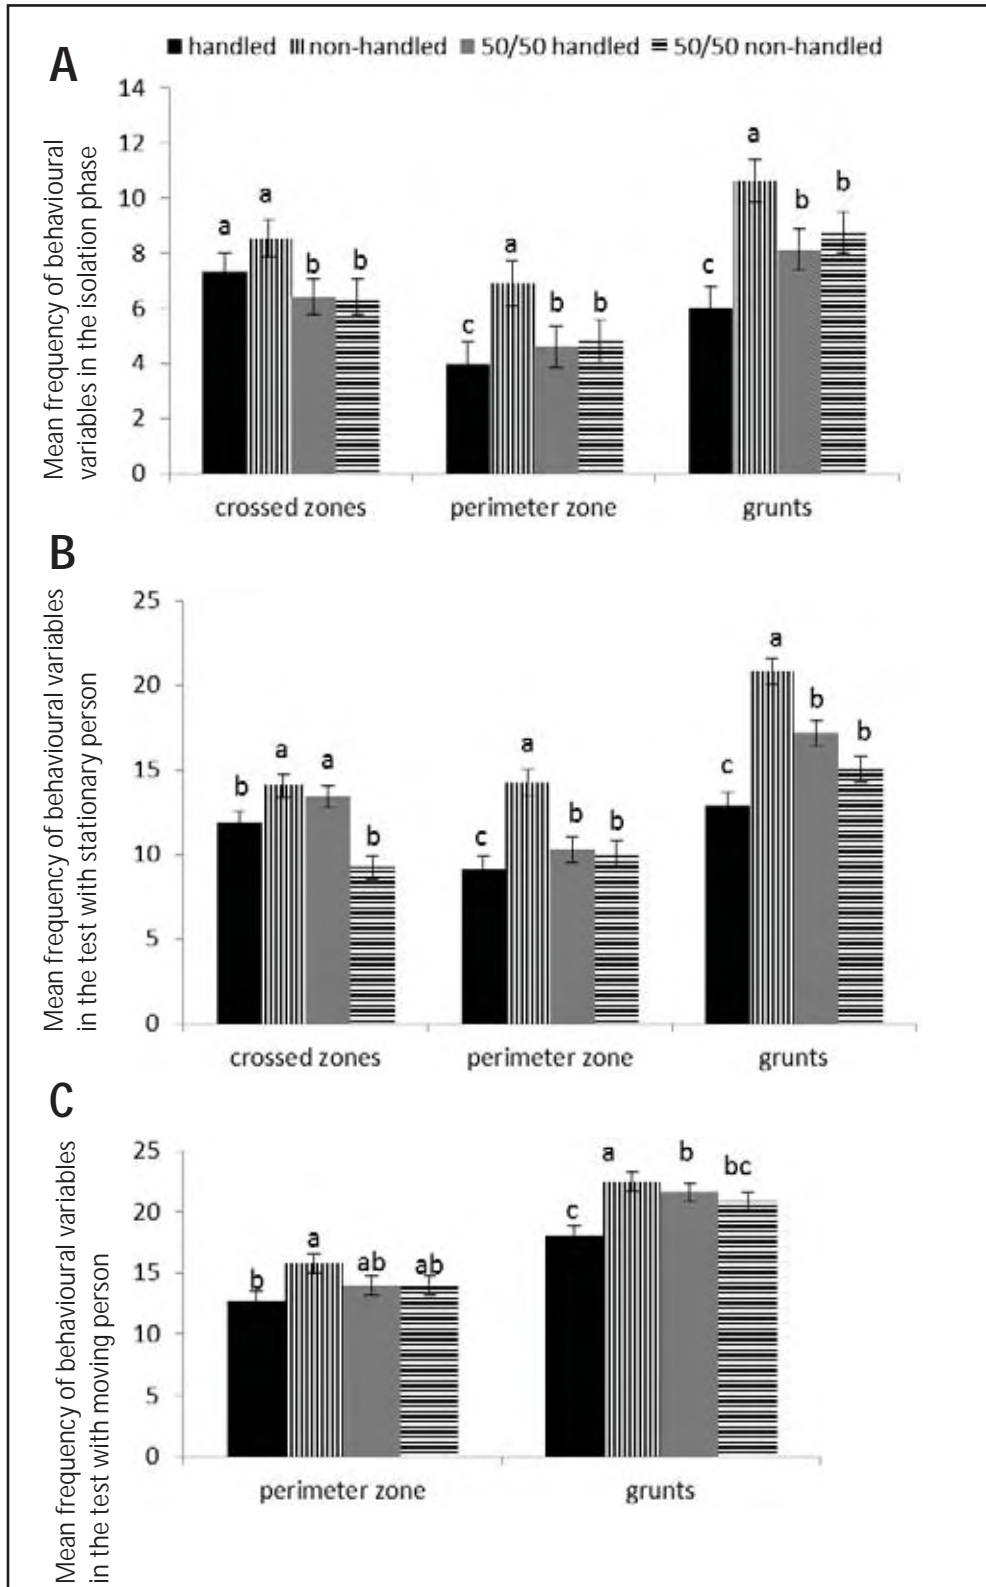 A
handled non-handled 50/50 handled 50/50 non-handled
Mean frequency of behavioural
variables in the isolation phase
14
12
10
8
6
4
2
0
a a b b
c a b b
c a b b
crossed zones perimeter zone grunts
B
Mean frequency of behavioural variables
in the test with stationary person
25
20
15
10
5
0
b a a b
c a b b
c a b b
crossed zones perimeter zone grunts
C
Mean frequency of behavioural variables
in the test with moving person
25
20
15
10
5
0
b a ab ab
c a b bc
perimeter zone grunts